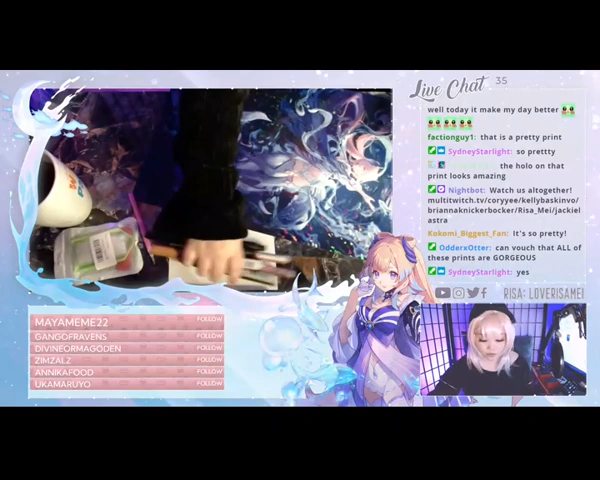 Live Chat 35
well today it make my day better
factionguy1: that is a pretty print
SydneyStarlight: so prettty
the holo on that
print looks amazing
Nightbot: Watch us altogether!
multitwitch.tv/coryyee/kellybaskinvo/
briannaknickerbocker/Risa_Mei/jackiel
astra
Kokomi_Biggest_Fan: It's so pretty!
OdderxOtter: can vouch that ALL of
these prints are GORGEOUS
SydneyStarlight: yes
RISA: LOVERISAMEI
MAYAMEME22 FOLLOW
GANGOFRAVENS FOLLOW
DIVINEORMAGODEN FOLLOW
ZIMZALZ FOLLOW
ANNIKAFOOD FOLLOW
UKAMARUYO FOLLOW